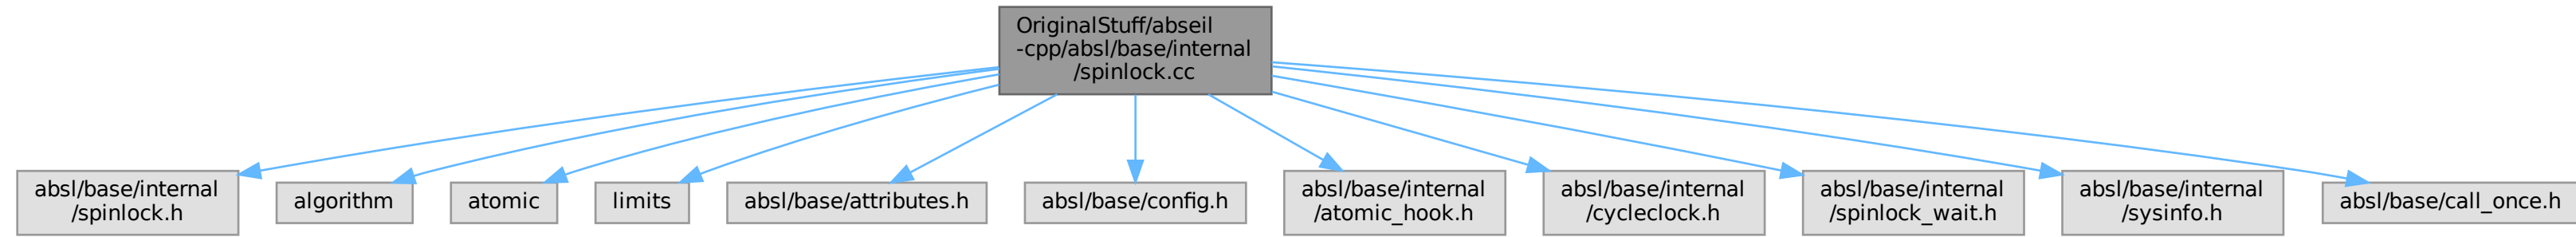 OriginalStuff/abseil
-cpp/absl/base/internal
/spinlock.cc
absl/base/internal
/spinlock.h
algorithm
atomic
limits
absl/base/attributes.h
absl/base/config.h
absl/base/internal
/atomic_hook.h
absl/base/internal
/cycleclock.h
absl/base/internal
/spinlock_wait.h
absl/base/internal
/sysinfo.h
absl/base/call_once.h